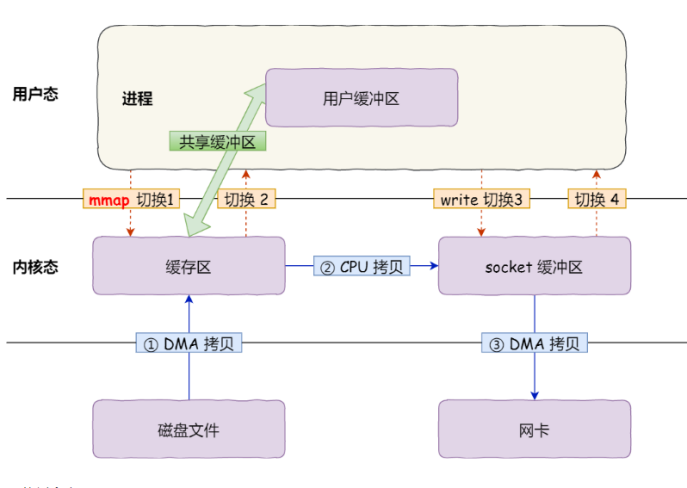 用户态
进程
用户缓冲区
共享缓冲区
mmap 切换1
切换 2
write 切换3
切换 4
内核态
缓存区
② CPU 拷贝
socket 缓冲区
① DMA 拷贝
③ DMA 拷贝
磁盘文件
网卡